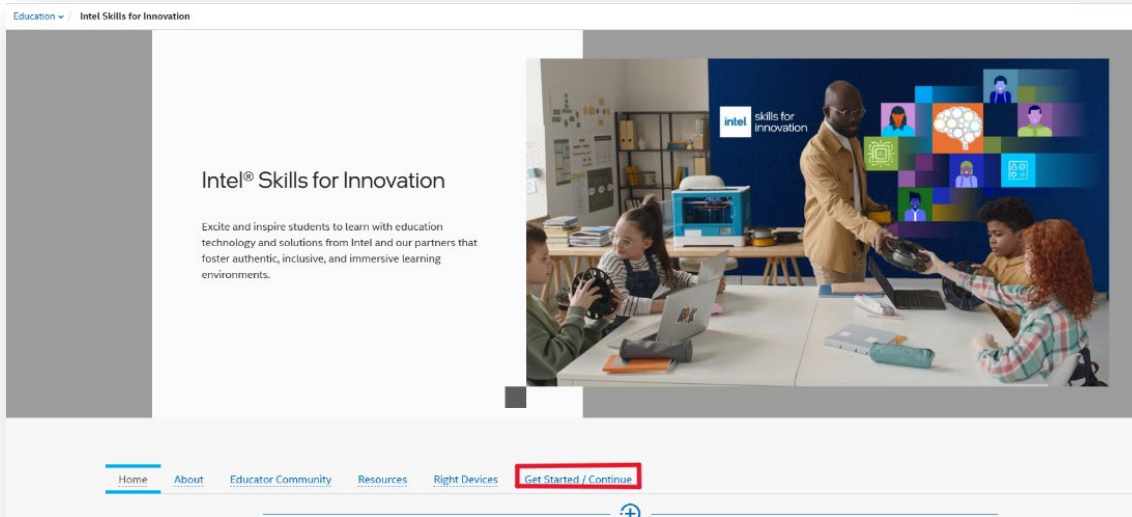 Education / Intel Skills for Innovation
intel skills for
innovation
Intel® Skills for Innovation
Excite and inspire students to learn with education
technology and solutions from Intel and our partners that
foster authentic, inclusive, and immersive learning
environments.
Home About Educator Community Resources Right Devices Get Started / Continue